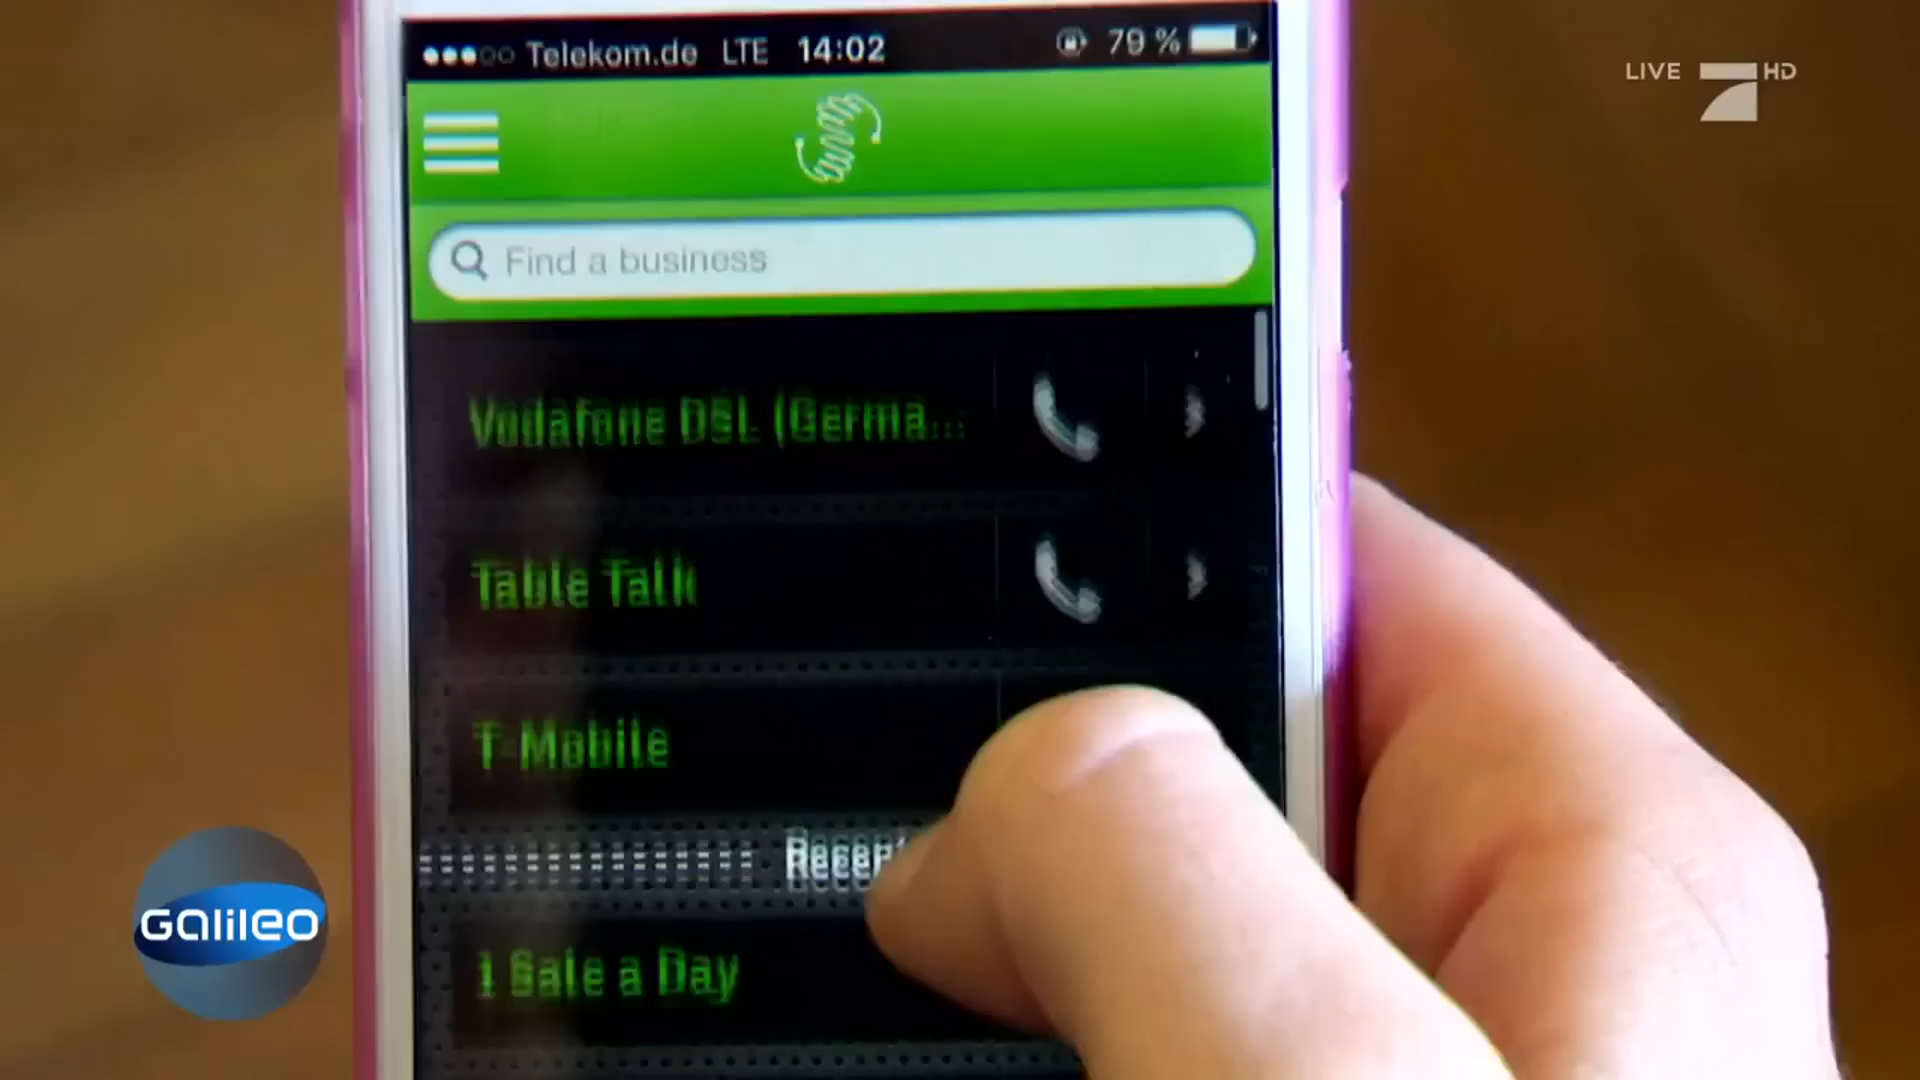 Telekom.de LTE 14:02 79 %
LIVE HD
Find a business
Vodafone DSL (Germa...
Table Talk
T-Mobile
1 Sale a Day
GALILEO